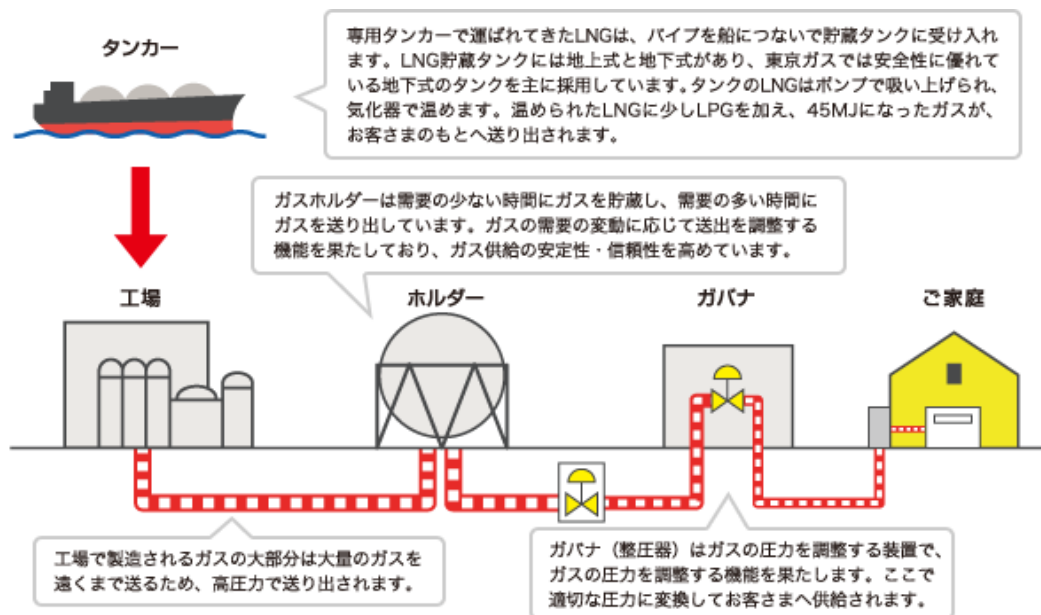 タンカー
専用タンカーで運ばれてきたLNGは、パイプを船につないで貯蔵タンクに受け入れ
ます。LNG貯蔵タンクには地上式と地下式があり、東京ガスでは安全性に優れて
いる地下式のタンクを主に採用しています。タンクのLNGはポンプで吸い上げられ、
気化器で温めます。温められたLNGに少しLPGを加え、45MJになったガスが、
お客さまのもとへ送り出されます。
ガスホルダーは需要の少ない時間にガスを貯蔵し、需要の多い時間に
ガスを送り出しています。ガスの需要の変動に応じて送出を調整する
機能を果たしており、ガス供給の安定性・信頼性を高めています。
工場
ホルダー
ガバナ
ご家庭
工場で製造されるガスの大部分は大量のガスを
遠くまで送るため、高圧力で送り出されます。
ガバナ（整圧器）はガスの圧力を調整する装置で、
ガスの圧力を調整する機能を果たします。ここで
適切な圧力に変換してお客さまへ供給されます。